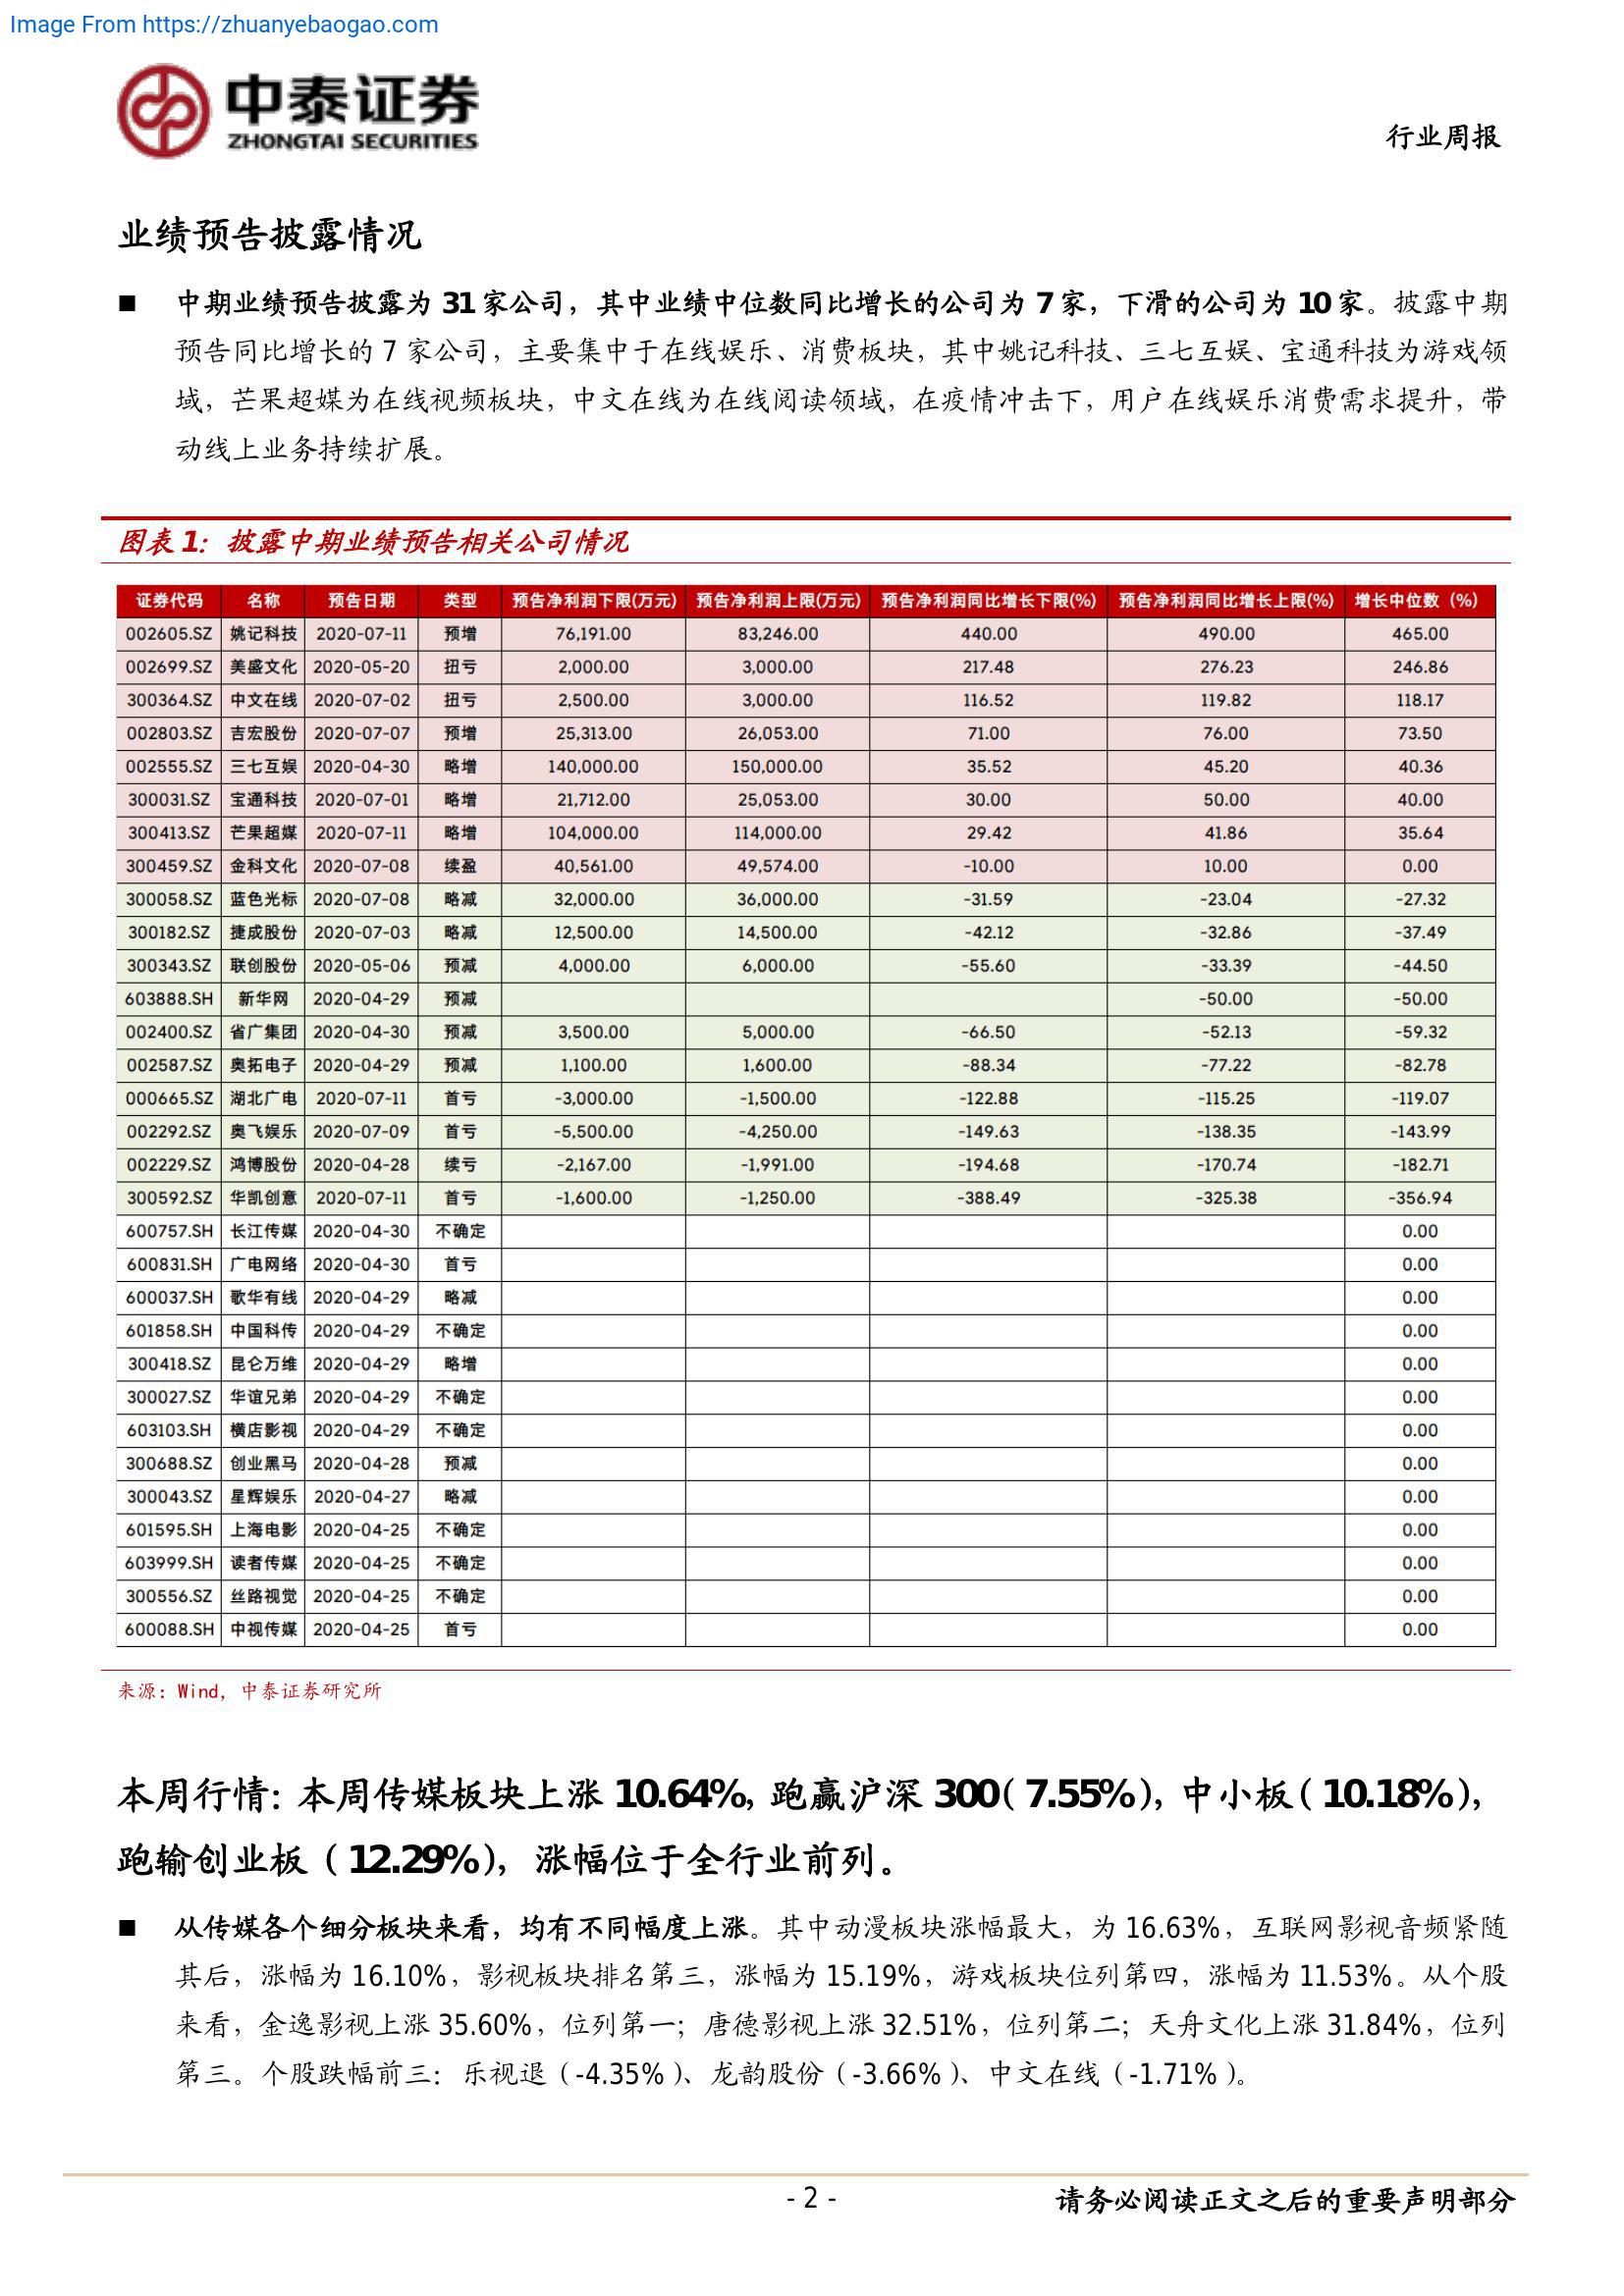 Image From https://zhuanyebaogao.com
中泰证券
ZHONGTAI SECURITIES
行业周报
业绩预告披露情况
■ 中期业绩预告披露为 31 家公司，其中业绩中位数同比增长的公司为 7 家，下滑的公司为 10 家。披露中期
预告同比增长的 7 家公司，主要集中于在线娱乐、消费板块，其中姚记科技、三七互娱、宝通科技为游戏领
域，芒果超媒为在线视频板块，中文在线为在线阅读领域，在疫情冲击下，用户在线娱乐消费需求提升，带
动线上业务持续扩展。
图表 1：披露中期业绩预告相关公司情况
证券代码 名称 预告日期 类型 预告净利润下限(万元) 预告净利润上限(万元) 预告净利润同比增长下限(%) 预告净利润同比增长上限(%) 增长中位数（%）
002605.SZ 姚记科技 2020-07-11 预增 76,191.00 83,246.00 440.00 490.00 465.00
002699.SZ 美盛文化 2020-05-20 扭亏 2,000.00 3,000.00 217.48 276.23 246.86
300364.SZ 中文在线 2020-07-02 扭亏 2,500.00 3,000.00 116.52 119.82 118.17
002803.SZ 吉宏股份 2020-07-07 预增 25,313.00 26,053.00 71.00 76.00 73.50
002555.SZ 三七互娱 2020-04-30 略增 140,000.00 150,000.00 35.52 45.20 40.36
300031.SZ 宝通科技 2020-07-01 略增 21,712.00 25,053.00 30.00 50.00 40.00
300413.SZ 芒果超媒 2020-07-11 略增 104,000.00 114,000.00 29.42 41.86 35.64
300459.SZ 金科文化 2020-07-08 续盈 40,561.00 49,574.00 -10.00 10.00 0.00
300058.SZ 蓝色光标 2020-07-08 略减 32,000.00 36,000.00 -31.59 -23.04 -27.32
300182.SZ 捷成股份 2020-07-03 略减 12,500.00 14,500.00 -42.12 -32.86 -37.49
300343.SZ 联创股份 2020-05-06 预减 4,000.00 6,000.00 -55.60 -33.39 -44.50
603888.SH 新华网 2020-04-29 预减 -50.00 -50.00
002400.SZ 省广集团 2020-04-30 预减 3,500.00 5,000.00 -66.50 -52.13 -59.32
002587.SZ 奥拓电子 2020-04-29 预减 1,100.00 1,600.00 -88.34 -77.22 -82.78
000665.SZ 湖北广电 2020-07-11 首亏 -3,000.00 -1,500.00 -122.88 -115.25 -119.07
002292.SZ 奥飞娱乐 2020-07-09 首亏 -5,500.00 -4,250.00 -149.63 -138.35 -143.99
002229.SZ 鸿博股份 2020-04-28 续亏 -2,167.00 -1,991.00 -194.68 -170.74 -182.71
300592.SZ 华凯创意 2020-07-11 首亏 -1,600.00 -1,250.00 -388.49 -325.38 -356.94
600757.SH 长江传媒 2020-04-30 不确定 0.00
600831.SH 广电网络 2020-04-30 首亏 0.00
600037.SH 歌华有线 2020-04-29 略减 0.00
601858.SH 中国科传 2020-04-29 不确定 0.00
300418.SZ 昆仑万维 2020-04-29 略增 0.00
300027.SZ 华谊兄弟 2020-04-29 不确定 0.00
603103.SH 横店影视 2020-04-29 不确定 0.00
300688.SZ 创业黑马 2020-04-28 预减 0.00
300043.SZ 星辉娱乐 2020-04-27 略减 0.00
601595.SH 上海电影 2020-04-25 不确定 0.00
603999.SH 读者传媒 2020-04-25 不确定 0.00
300556.SZ 丝路视觉 2020-04-25 不确定 0.00
600088.SH 中视传媒 2020-04-25 首亏 0.00
来源：Wind，中泰证券研究所
本周行情：本周传媒板块上涨 10.64%，跑赢沪深 300（7.55%），中小板（10.18%），
跑输创业板（12.29%），涨幅位于全行业前列。
■ 从传媒各个细分板块来看，均有不同幅度上涨。其中动漫板块涨幅最大，为 16.63%，互联网影视音频紧随
其后，涨幅为 16.10%，影视板块排名第三，涨幅为 15.19%，游戏板块位列第四，涨幅为 11.53%。从个股
来看，金逸影视上涨 35.60%，位列第一；唐德影视上涨 32.51%，位列第二；天舟文化上涨 31.84%，位列
第三。个股跌幅前三：乐视退（-4.35%）、龙韵股份（-3.66%）、中文在线（-1.71%）。
- 2 -
请务必阅读正文之后的重要声明部分